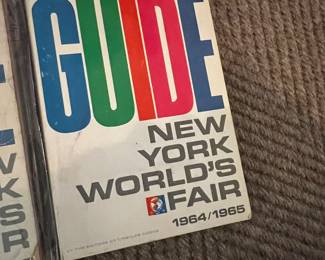 GUIDE
NEW
YORK
WORLD'S
FAIR
1964/1965
W
K
S
R